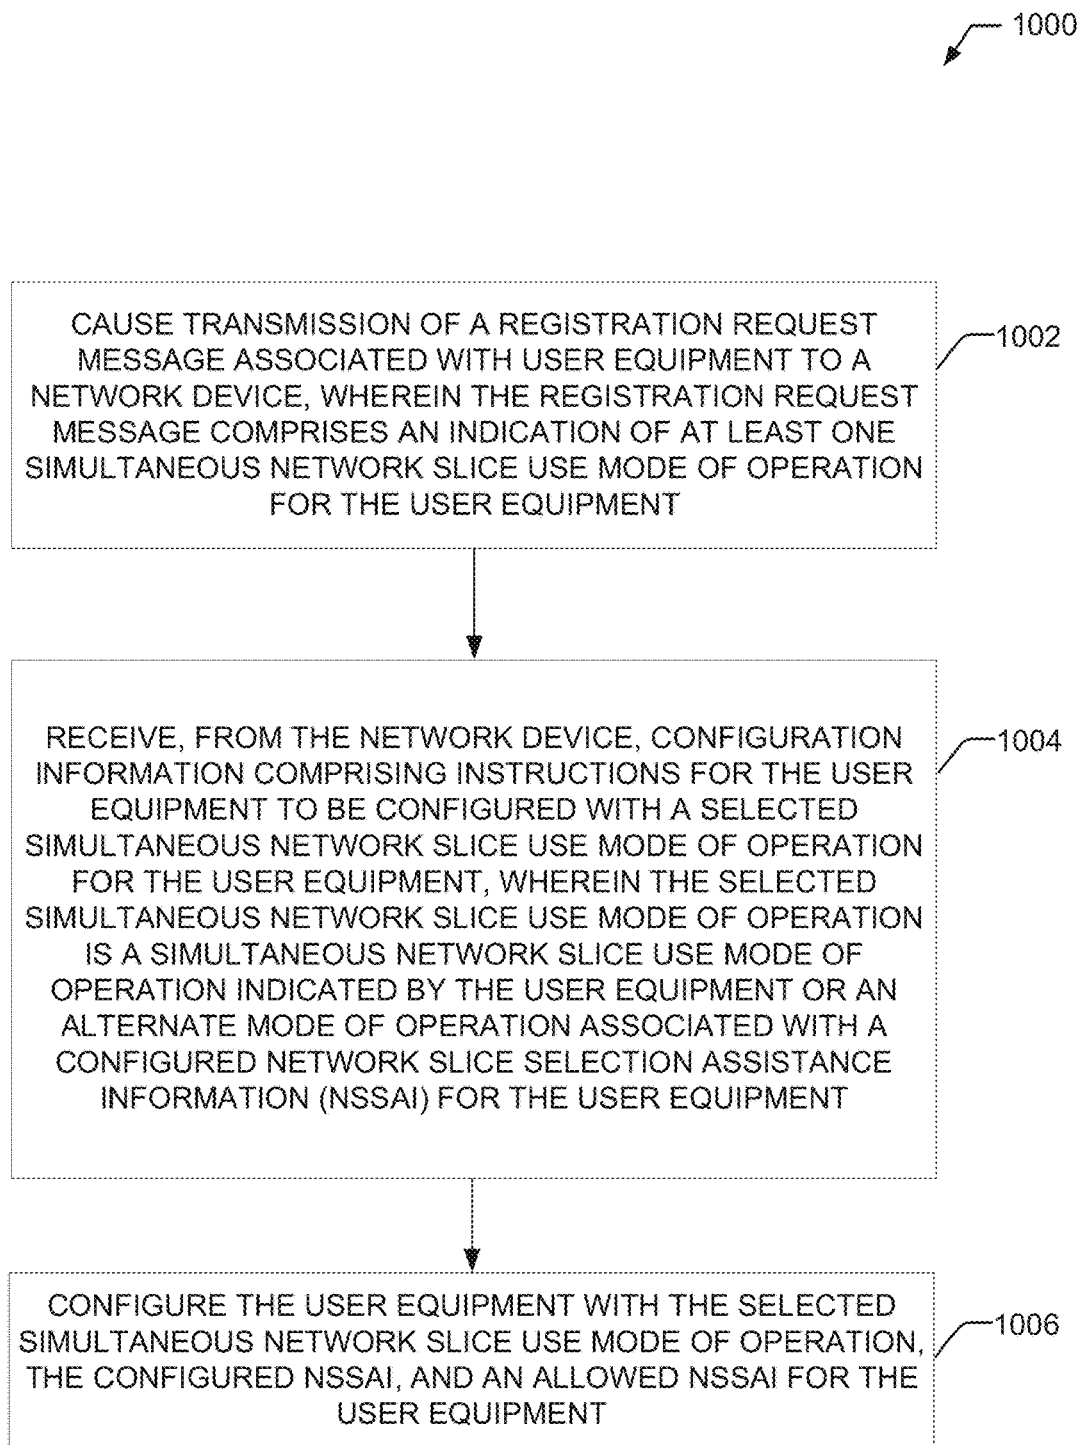 1000
CAUSE TRANSMISSION OF A REGISTRATION REQUEST
MESSAGE ASSOCIATED WITH USER EQUIPMENT TO A
NETWORK DEVICE, WHEREIN THE REGISTRATION REQUEST
MESSAGE COMPRISES AN INDICATION OF AT LEAST ONE
SIMULTANEOUS NETWORK SLICE USE MODE OF OPERATION
FOR THE USER EQUIPMENT
1002
RECEIVE, FROM THE NETWORK DEVICE, CONFIGURATION
INFORMATION COMPRISING INSTRUCTIONS FOR THE USER
EQUIPMENT TO BE CONFIGURED WITH A SELECTED
SIMULTANEOUS NETWORK SLICE USE MODE OF OPERATION
FOR THE USER EQUIPMENT, WHEREIN THE SELECTED
SIMULTANEOUS NETWORK SLICE USE MODE OF OPERATION
IS A SIMULTANEOUS NETWORK SLICE USE MODE OF
OPERATION INDICATED BY THE USER EQUIPMENT OR AN
ALTERNATE MODE OF OPERATION ASSOCIATED WITH A
CONFIGURED NETWORK SLICE SELECTION ASSISTANCE
INFORMATION (NSSAI) FOR THE USER EQUIPMENT
1004
CONFIGURE THE USER EQUIPMENT WITH THE SELECTED
SIMULTANEOUS NETWORK SLICE USE MODE OF OPERATION,
THE CONFIGURED NSSAI, AND AN ALLOWED NSSAI FOR THE
USER EQUIPMENT
1006